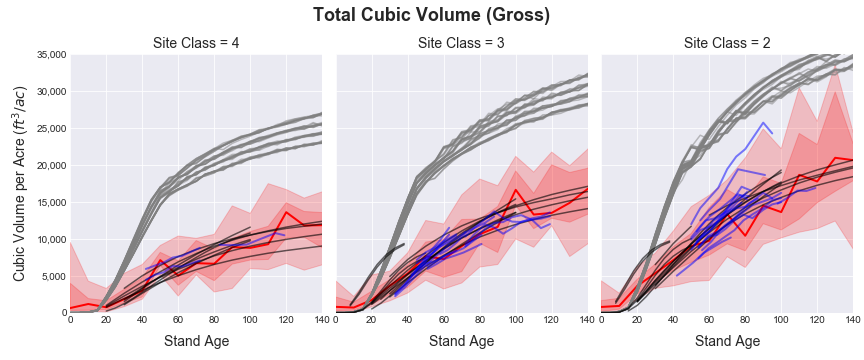 Total Cubic Volume (Gross)
Site Class = 4
Site Class = 3
Site Class = 2
Cubic Volume per Acre (ft³/ac)
35,000
30,000
25,000
20,000
15,000
10,000
5,000
0
0 20 40 60 80 100 120 140
0 20 40 60 80 100 120 140
0 20 40 60 80 100 120 140
Stand Age
Stand Age
Stand Age